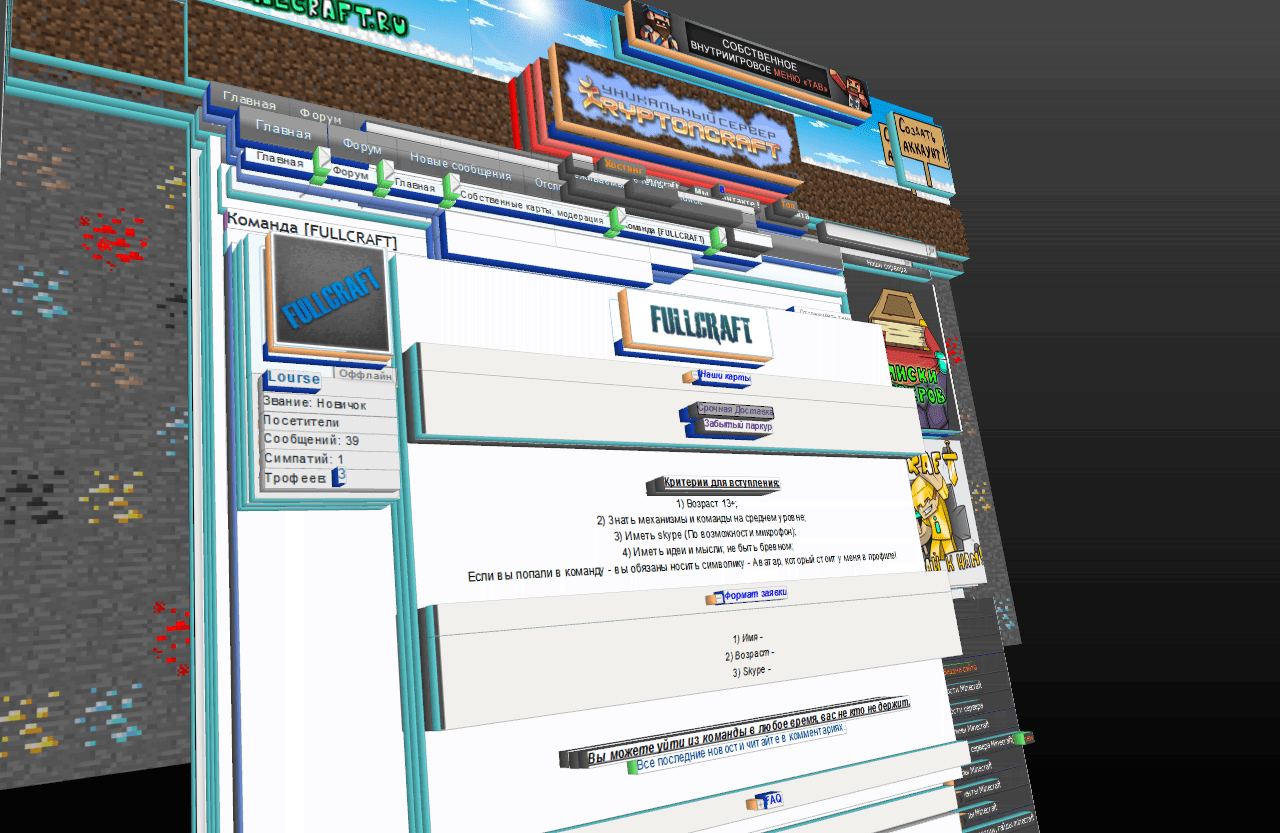 СОБСТВЕННОЕ
ВНУТРИИГРОВОЕ МЕНЮ «TAB»
УНИКАЛЬНЫЙ СЕРВЕР
СОЗДАТЬ
АККАУНТ!
Главная Форум
Главная Форум Новые сообщения
Хостинг
Главная Форум Главная Собственные карты, модерация Команда [FULLCRAFT]
Наши сервера
Команда [FULLCRAFT]
FULLCRAFT
FULLCRAFT
Оффлайн
Lourse
Звание: Новичок
Посетители
Сообщений: 39
Симпатий: 1
Трофеев: 3
Наши карты
Срочная Доставка
Забытый паркур
Критерии для вступления:
1) Возраст 13+;
2) Знать механизмы и команды на среднем уровне;
3) Иметь skype (По возможности микрофон);
4) Иметь идеи и мысли; не быть бревном;
Если вы попали в команду - вы обязаны носить символику - Аватар, который стоит у меня в профиле!
Формат заявки
1) Имя -
2) Возраст -
3) Skype -
Вы можете уйти из команды в любое время, вас не кто не держит.
Все последние новости читайте в комментариях.
FAQ